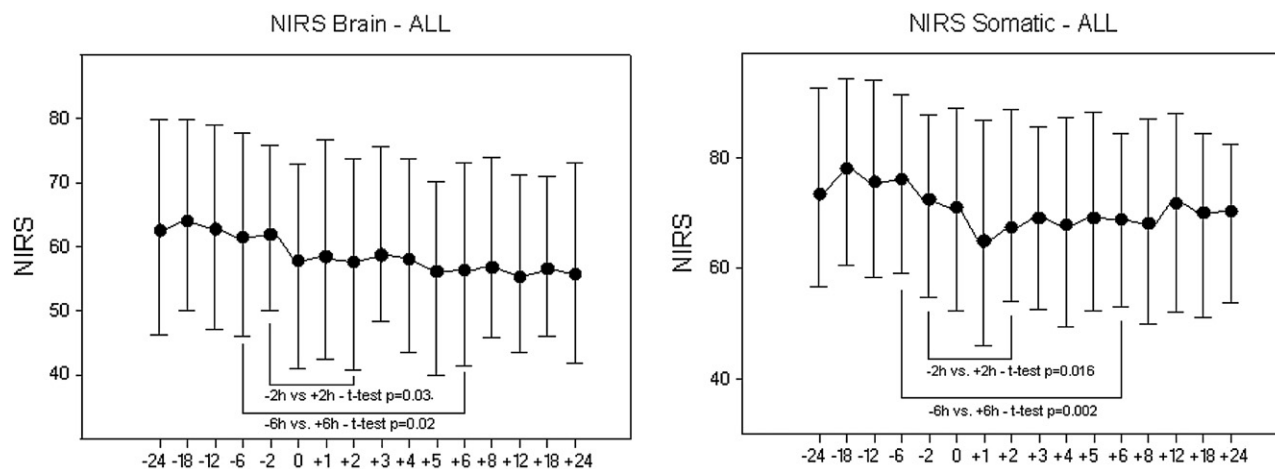 NIRS Brain - ALL
NIRS
80
70
60
50
40
-2h vs +2h - t-test p=0.03.
-6h vs. +6h - t-test p=0.02
-24 -18 -12 -6 -2 0 +1 +2 +3 +4 +5 +6 +8 +12 +18 +24
NIRS Somatic - ALL
NIRS
80
60
40
-2h vs. +2h - t-test p=0.016
-6h vs. +6h - t-test p=0.002
-24 -18 -12 -6 -2 0 +1 +2 +3 +4 +5 +6 +8 +12 +18 +24